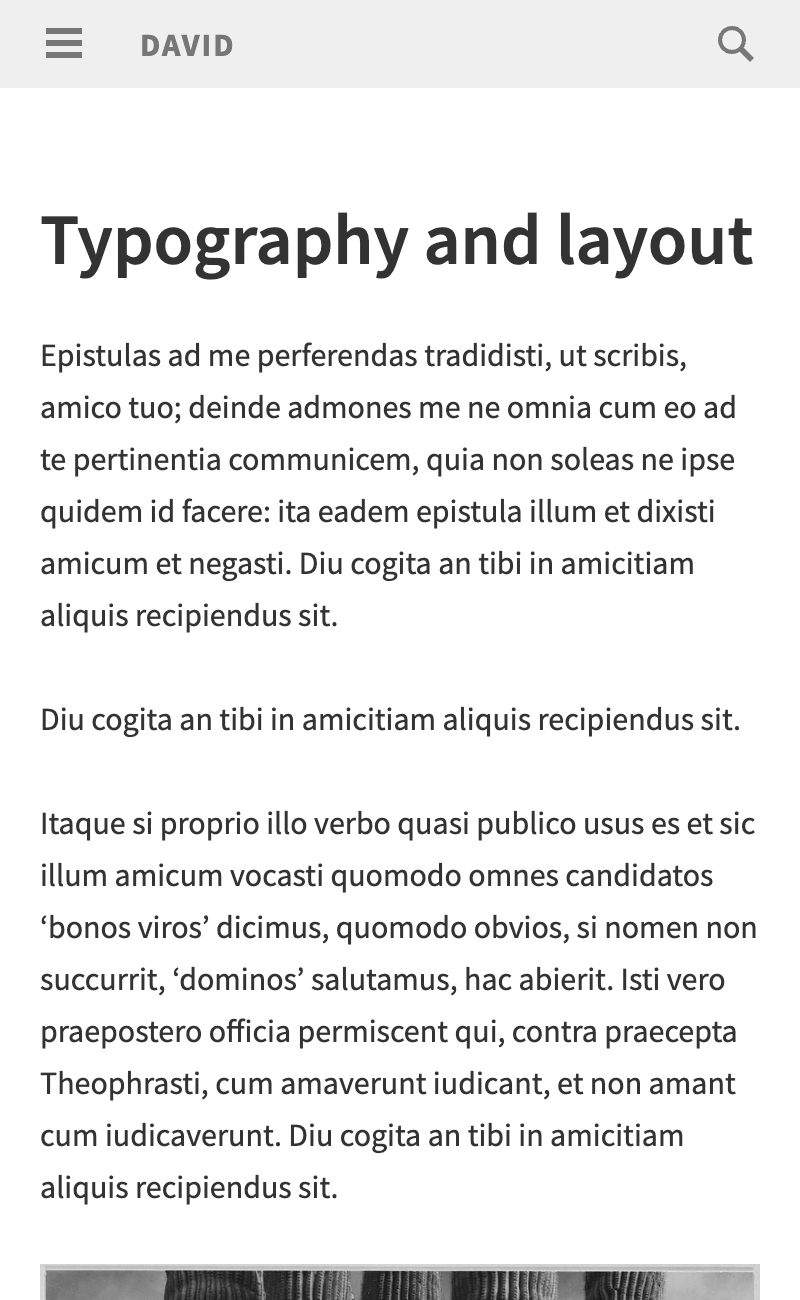 DAVID
Typography and layout
Epistulas ad me perferendas tradidisti, ut scribis,
amico tuo; deinde admones me ne omnia cum eo ad
te pertinentia communicem, quia non soleas ne ipse
quidem id facere: ita eadem epistula illum et dixisti
amicum et negasti. Diu cogita an tibi in amicitiam
aliquis recipiendus sit.
Diu cogita an tibi in amicitiam aliquis recipiendus sit.
Itaque si proprio illo verbo quasi publico usus es et sic
illum amicum vocasti quomodo omnes candidatos
‘bonos viros’ dicimus, quomodo obvios, si nomen non
succurrit, ‘dominos’ salutamus, hac abierit. Isti vero
praepostero officia permiscent qui, contra praecepta
Theophrasti, cum amaverunt iudicant, et non amant
cum iudicaverunt. Diu cogita an tibi in amicitiam
aliquis recipiendus sit.